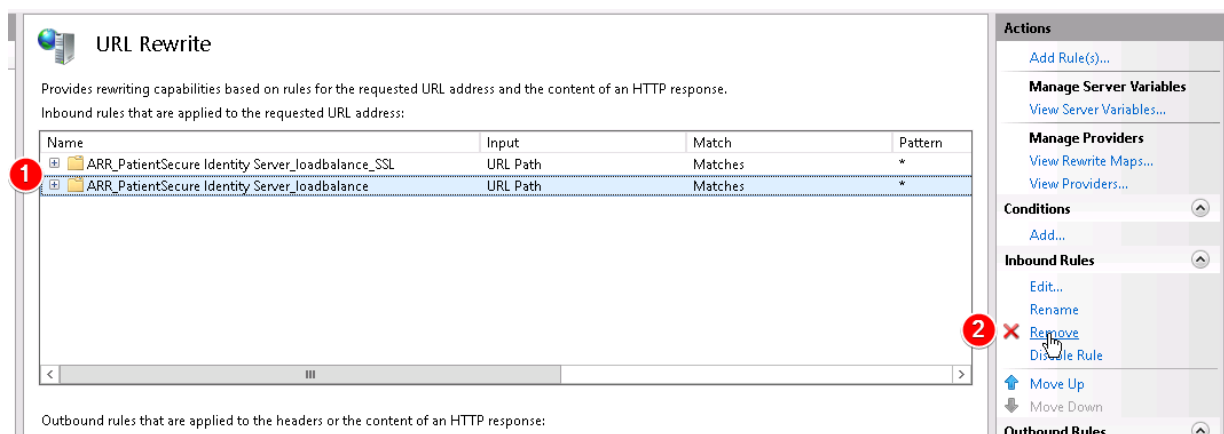 URL Rewrite
Provides rewriting capabilities based on rules for the requested URL address and the content of an HTTP response.
Inbound rules that are applied to the requested URL address:
Name Input Match Pattern
ARR_PatientSecure Identity Server_loadbalance_SSL URL Path Matches *
1
ARR_PatientSecure Identity Server_loadbalance URL Path Matches *
Outbound rules that are applied to the headers or the content of an HTTP response:
Actions
Add Rule(s)...
Manage Server Variables
View Server Variables...
Manage Providers
View Rewrite Maps...
View Providers...
Conditions
Add...
Inbound Rules
Edit...
Rename
2 Remove
Disable Rule
Move Up
Move Down
Outbound Rules